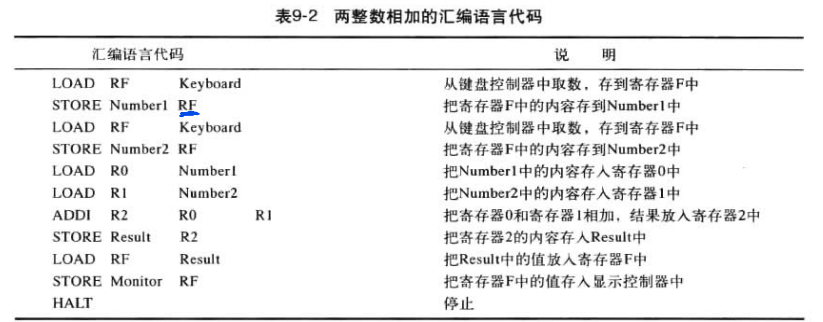 表9-2 两整数相加的汇编语言代码
汇编语言代码 说 明
LOAD RF Keyboard 从键盘控制器中取数，存到寄存器F中
STORE Number1 RF 把寄存器F中的内容存到Number1中
LOAD RF Keyboard 从键盘控制器中取数，存到寄存器F中
STORE Number2 RF 把寄存器F中的内容存到Number2中
LOAD R0 Number1 把Number1中的内容存入寄存器0中
LOAD R1 Number2 把Number2中的内容存入寄存器1中
ADDI R2 R0 R1 把寄存器0和寄存器1相加，结果放入寄存器2中
STORE Result R2 把寄存器2的内容存入Result中
LOAD RF Result 把Result中的值放入寄存器F中
STORE Monitor RF 把寄存器F中的值存入显示控制器中
HALT 停止